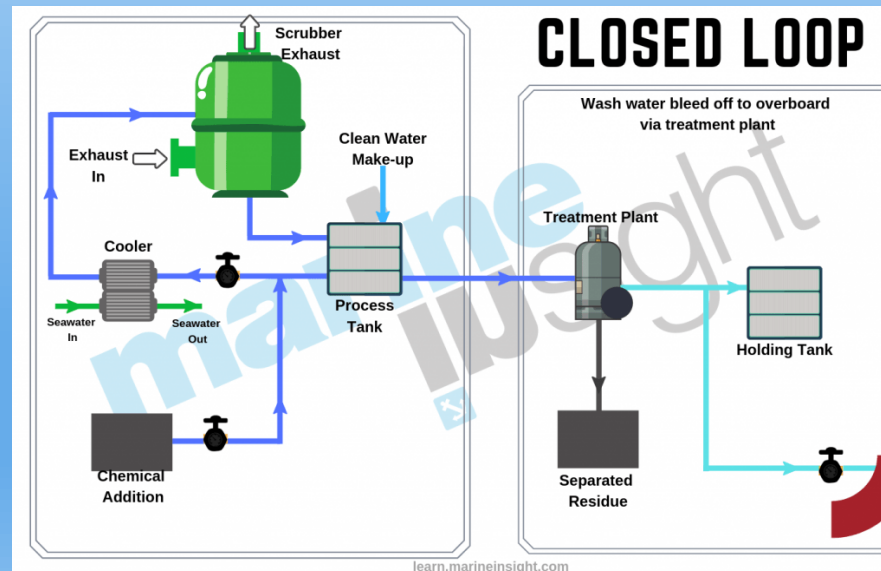 CLOSED LOOP
Scrubber
Exhaust
Exhaust
In
Clean Water
Make-up
Cooler
Seawater
In
Seawater
Out
Process
Tank
Chemical
Addition
Wash water bleed off to overboard
via treatment plant
Treatment Plant
Holding Tank
Separated
Residue
marine
insight
learn.marineinsight.com